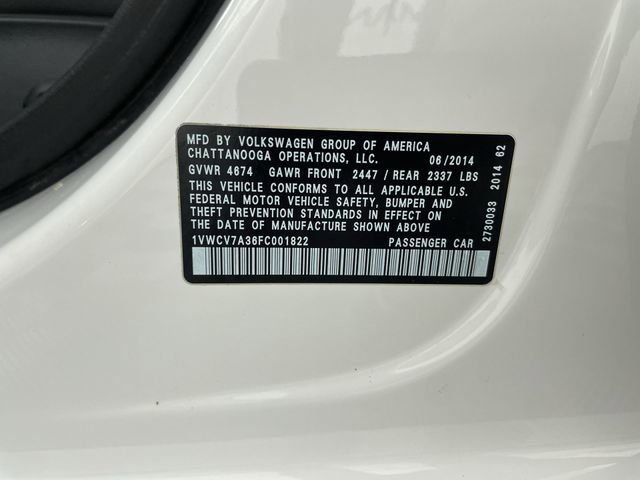 MFD BY VOLKSWAGEN GROUP OF AMERICA
CHATTANOOGA OPERATIONS, LLC. 06/2014
GVWR 4674 GAWR FRONT 2447 / REAR 2337 LBS
THIS VEHICLE CONFORMS TO ALL APPLICABLE U.S.
FEDERAL MOTOR VEHICLE SAFETY, BUMPER AND
THEFT PREVENTION STANDARDS IN EFFECT ON
THE DATE OF MANUFACTURE SHOWN ABOVE
1VWCV7A36FC001822 PASSENGER CAR
2730033 2014 62